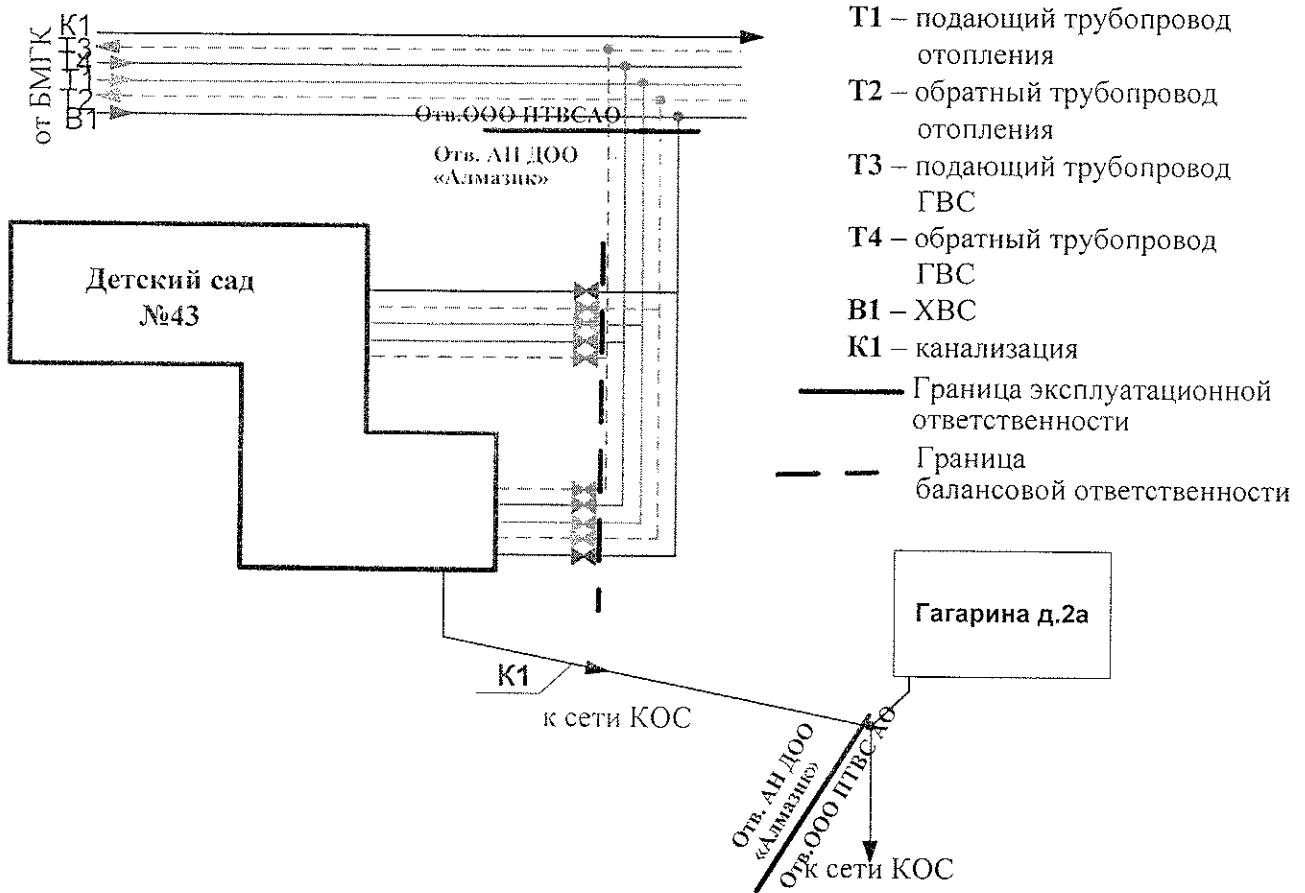 К1
Т3
Т4
Т1
Т2
В1
от БМГК
Отв.ООО ПТВСАО
Отв. АН ДОО
«Алмазик»
Детский сад
№43
К1
к сети КОС
Гагарина д.2а
Отв. АН ДОО
«Алмазик»
Отв.ООО ПТВСАО
к сети КОС
Т1 – подающий трубопровод
отопления
Т2 – обратный трубопровод
отопления
Т3 – подающий трубопровод
ГВС
Т4 – обратный трубопровод
ГВС
В1 – ХВС
К1 – канализация
Граница эксплуатационной
ответственности
Граница
балансовой ответственности